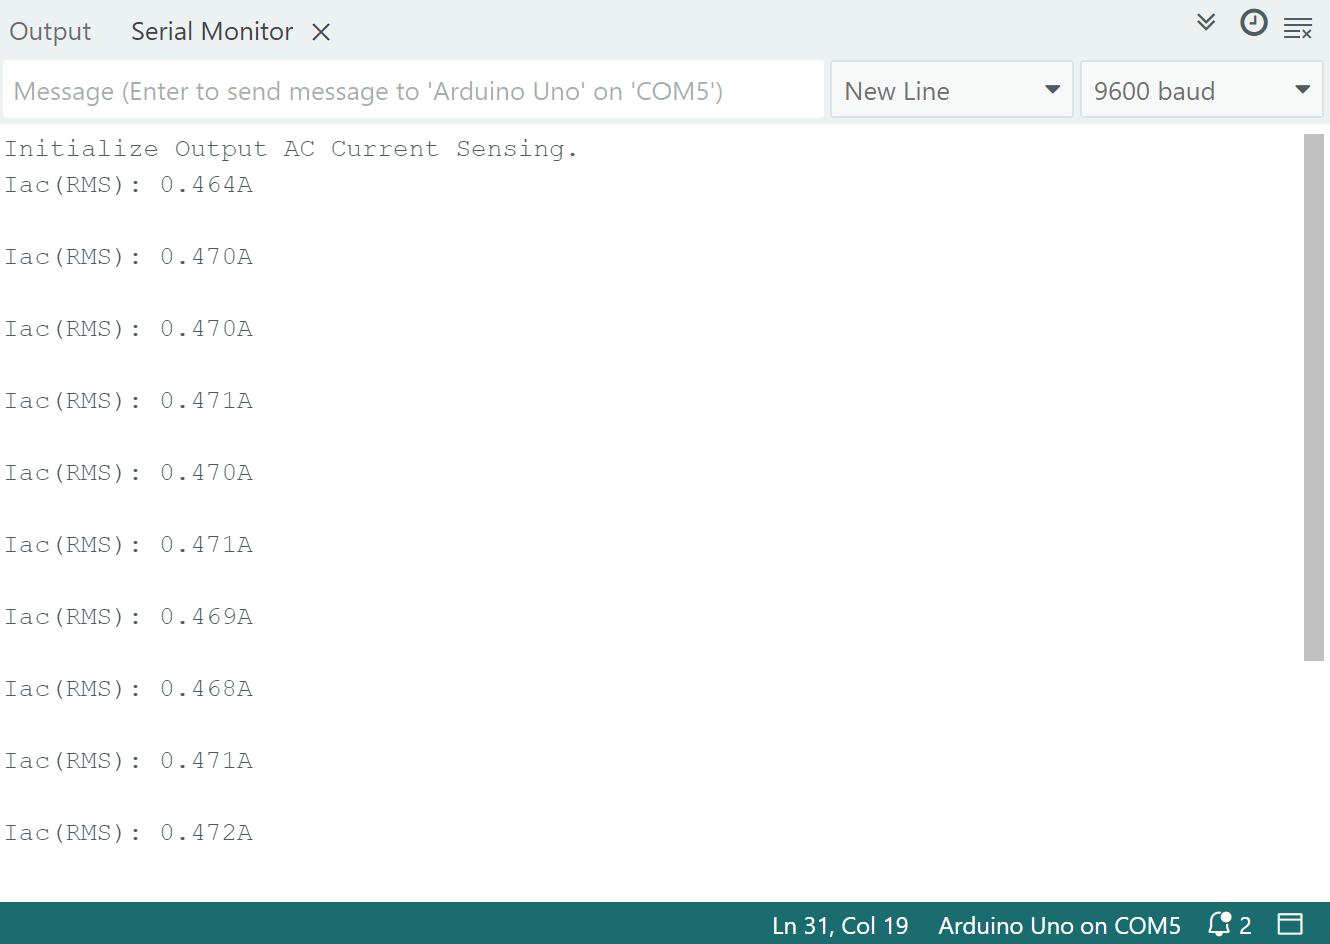 Output Serial Monitor
Message (Enter to send message to 'Arduino Uno' on 'COM5') New Line 9600 baud
Initialize Output AC Current Sensing.
Iac(RMS): 0.464A
Iac(RMS): 0.470A
Iac(RMS): 0.470A
Iac(RMS): 0.471A
Iac(RMS): 0.470A
Iac(RMS): 0.471A
Iac(RMS): 0.469A
Iac(RMS): 0.468A
Iac(RMS): 0.471A
Iac(RMS): 0.472A
Ln 31, Col 19 Arduino Uno on COM5 2